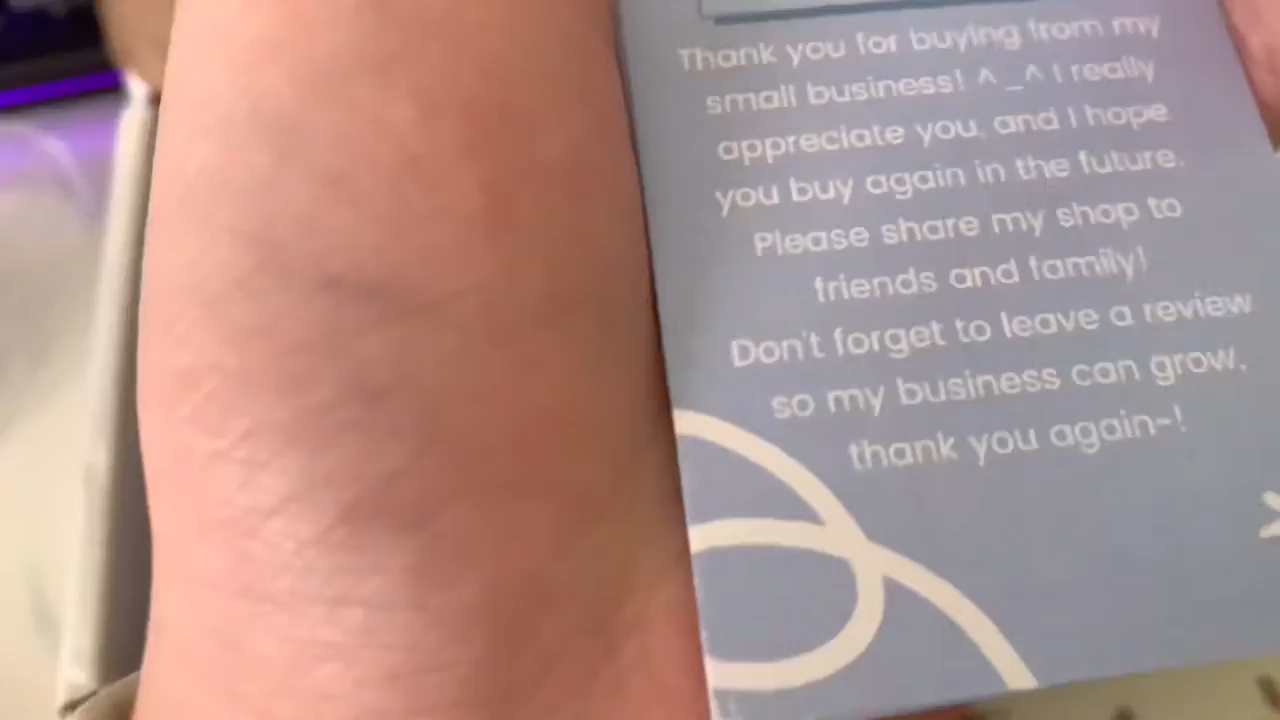 Thank you for buying from my
small business! ^_^ I really
appreciate you, and I hope
you buy again in the future.
Please share my shop to
friends and family!
Don't forget to leave a review
so my business can grow,
thank you again~!